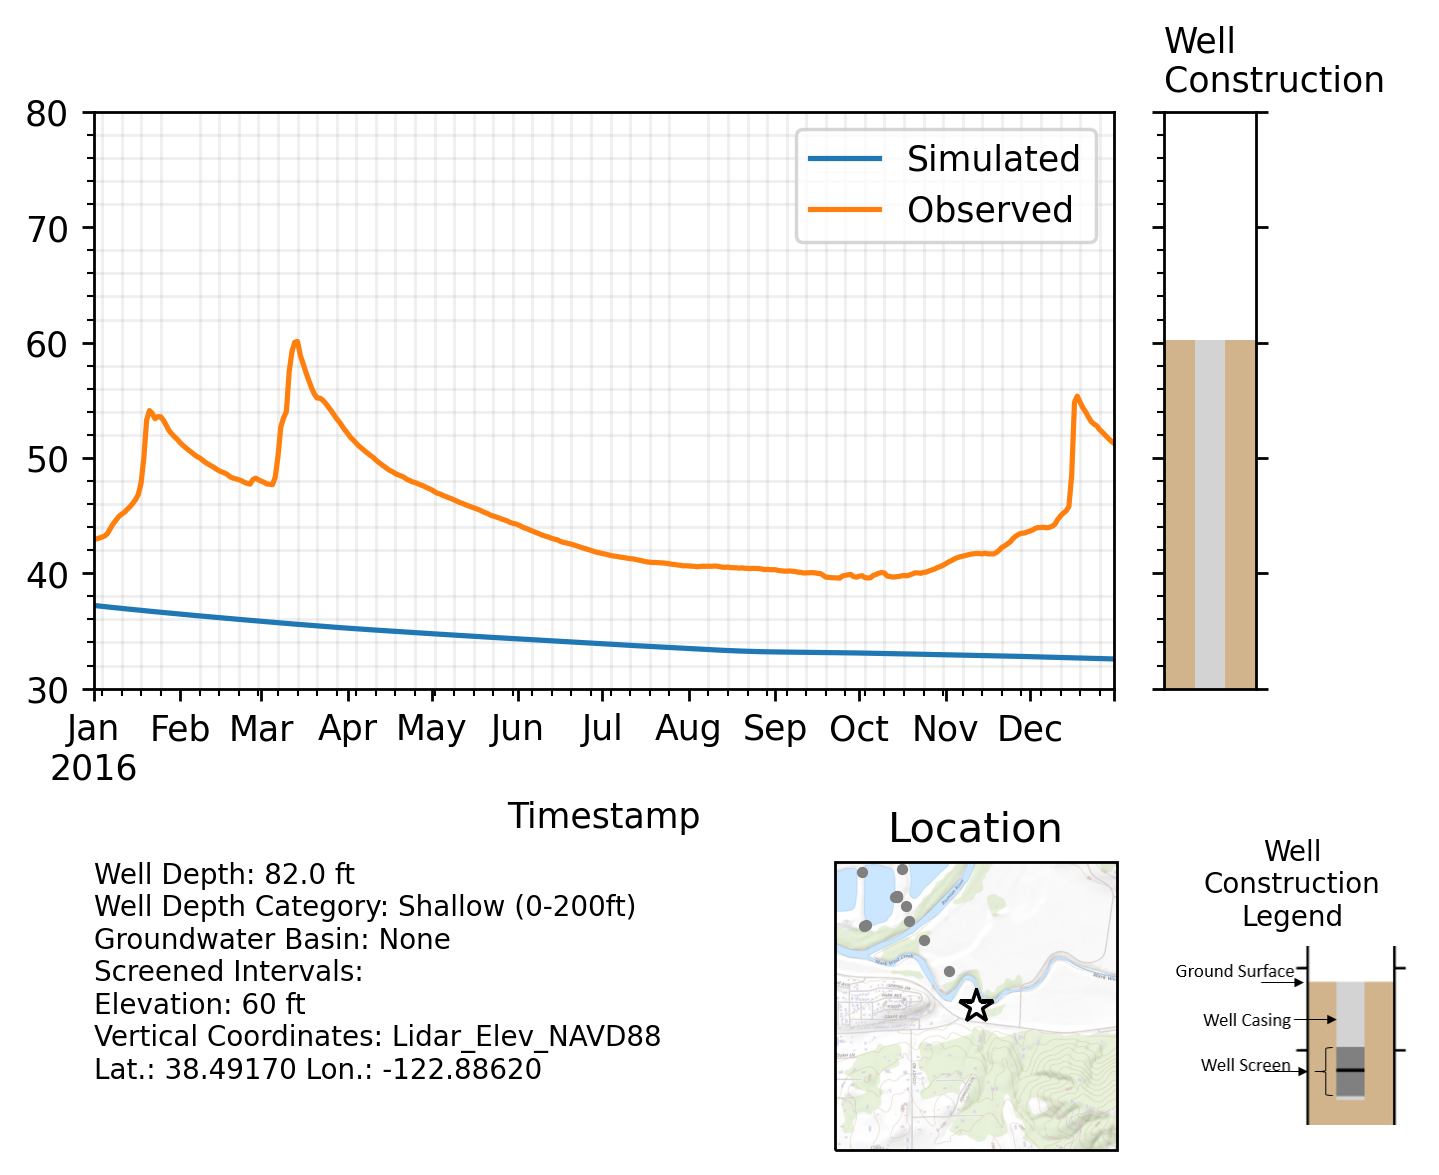 Well
Construction
80
70
60
50
40
30
Simulated
Observed
Jan
2016
Feb
Mar
Apr
May
Jun
Jul
Aug
Sep
Oct
Nov
Dec
Timestamp
Well Depth: 82.0 ft
Well Depth Category: Shallow (0-200ft)
Groundwater Basin: None
Screened Intervals:
Elevation: 60 ft
Vertical Coordinates: Lidar_Elev_NAVD88
Lat.: 38.49170 Lon.: -122.88620
Location
Well
Construction
Legend
Ground Surface
Well Casing
Well Screen